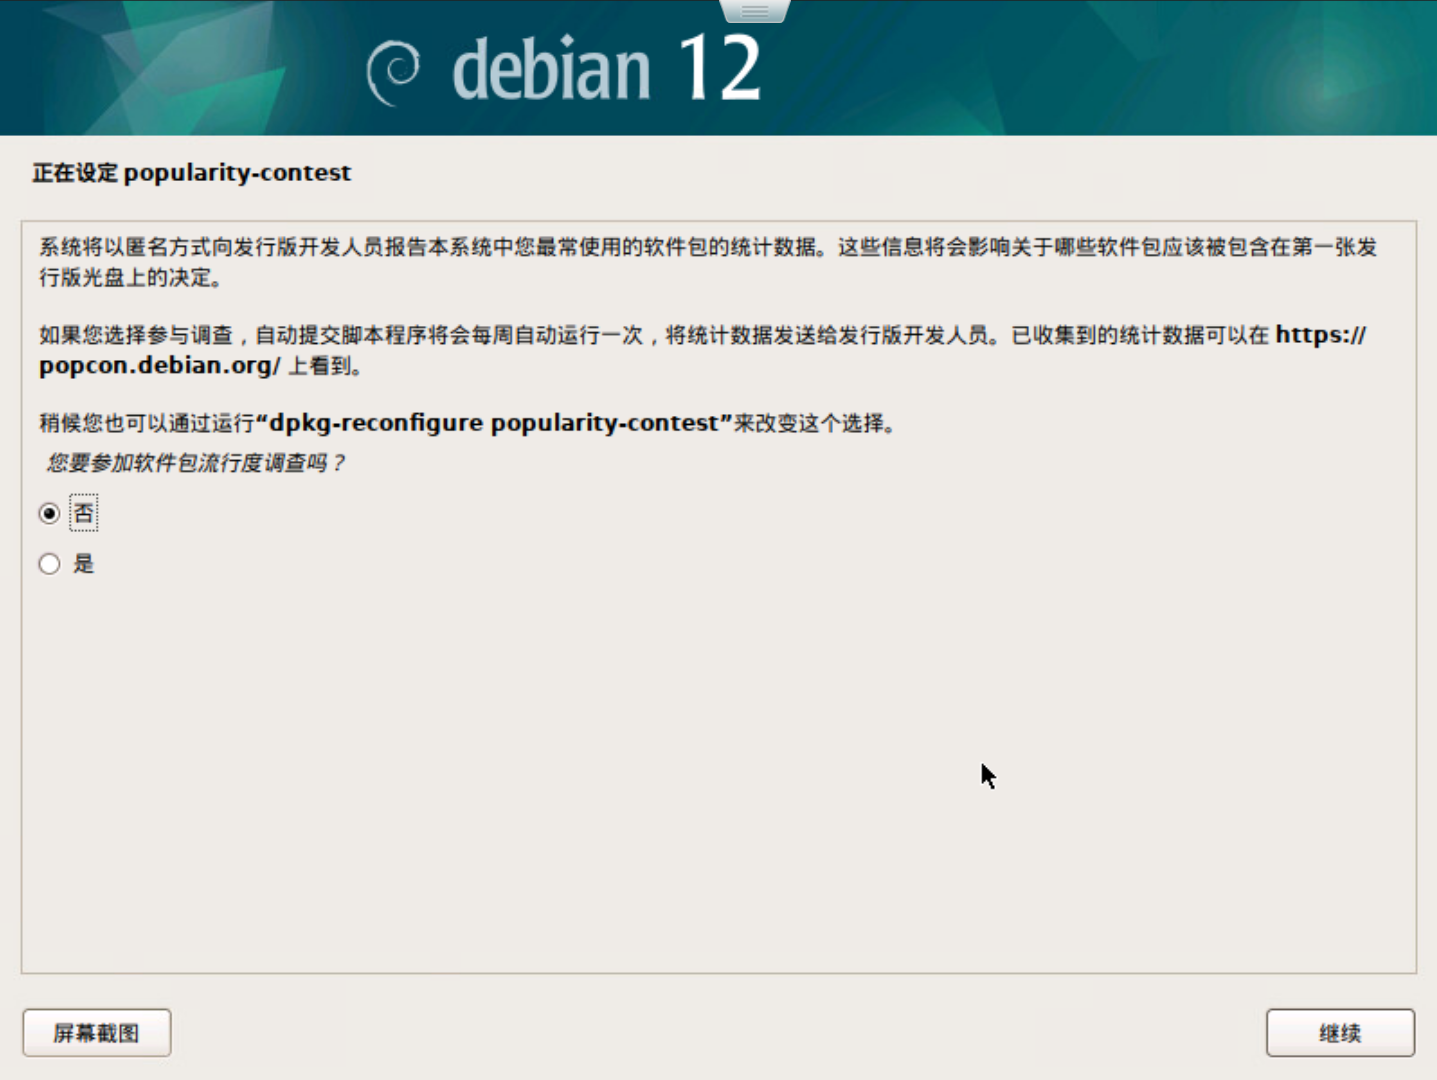 debian 12
正在设定 popularity-contest
系统将以匿名方式向发行版开发人员报告本系统中您最常使用的软件包的统计数据。这些信息将会影响关于哪些软件包应该被包含在第一张发
行版光盘上的决定。
如果您选择参与调查，自动提交脚本程序将会每周自动运行一次，将统计数据发送给发行版开发人员。已收集到的统计数据可以在 https://
popcon.debian.org/ 上看到。
稍候您也可以通过运行“dpkg-reconfigure popularity-contest”来改变这个选择。
您要参加软件包流行度调查吗？
否
是
屏幕截图
继续